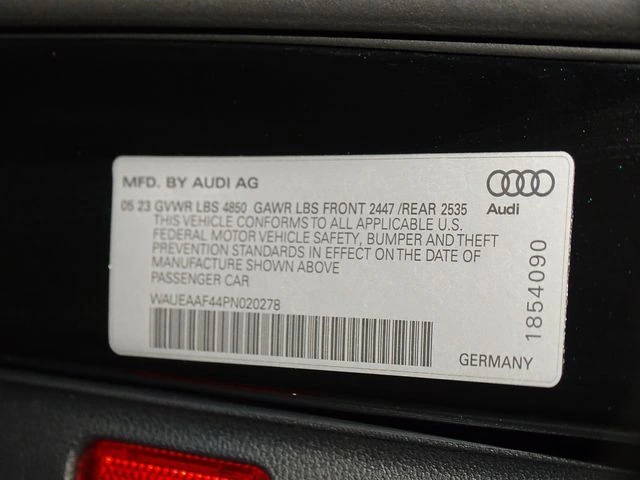 MFD. BY AUDI AG
05 23 GVWR LBS 4850 GAWR LBS FRONT 2447 /REAR 2535
THIS VEHICLE CONFORMS TO ALL APPLICABLE U.S.
FEDERAL MOTOR VEHICLE SAFETY, BUMPER AND THEFT
PREVENTION STANDARDS IN EFFECT ON THE DATE OF
MANUFACTURE SHOWN ABOVE
PASSENGER CAR
WAUEAAF44PN020278
Audi
1854090
GERMANY